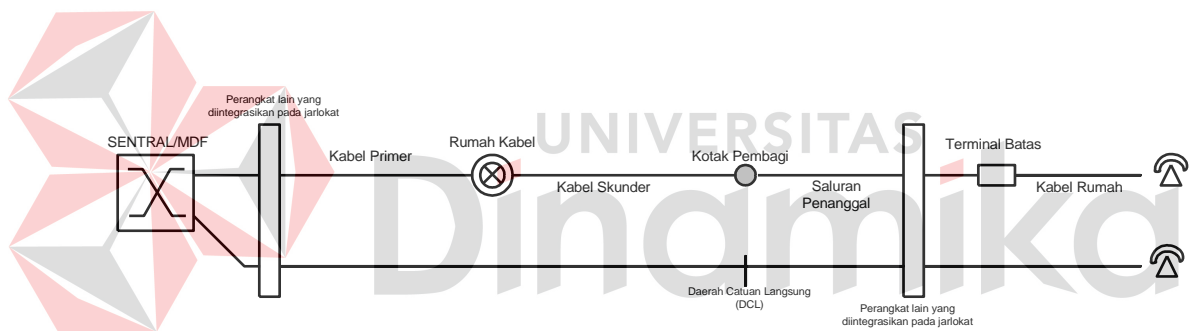 Perangkat lain yang
diintegrasikan pada jarlokat
UNIVERSITAS
Dinamika
SENTRAL/MDF
Kabel Primer
Rumah Kabel
Kabel Skunder
Kotak Pembagi
Saluran
Penanggal
Terminal Batas
Kabel Rumah
Daerah Catuan Langsung
(DCL)
Perangkat lain yang
diintegrasikan pada jarlokat